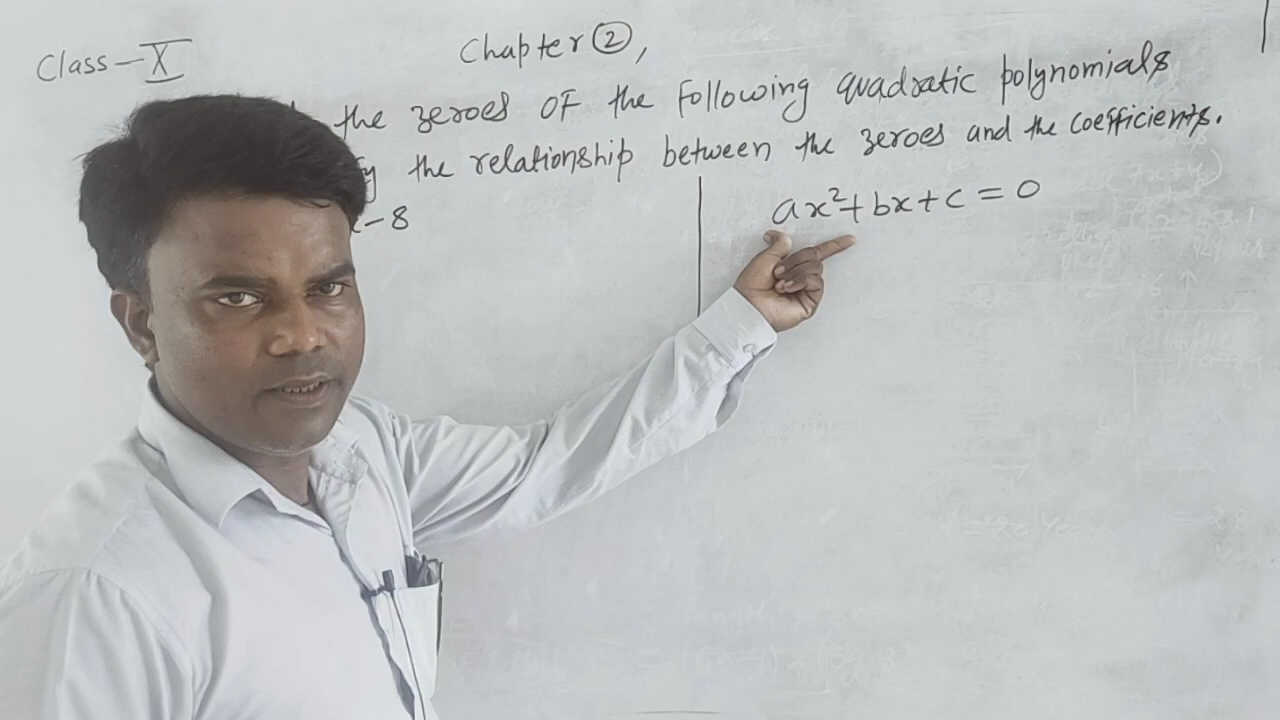 Class - X
Chapter ②,
the zeroes OF the Following quadratic polynomials
the relationship between the zeroes and the coefficients.
-8
ax²+bx+c=0